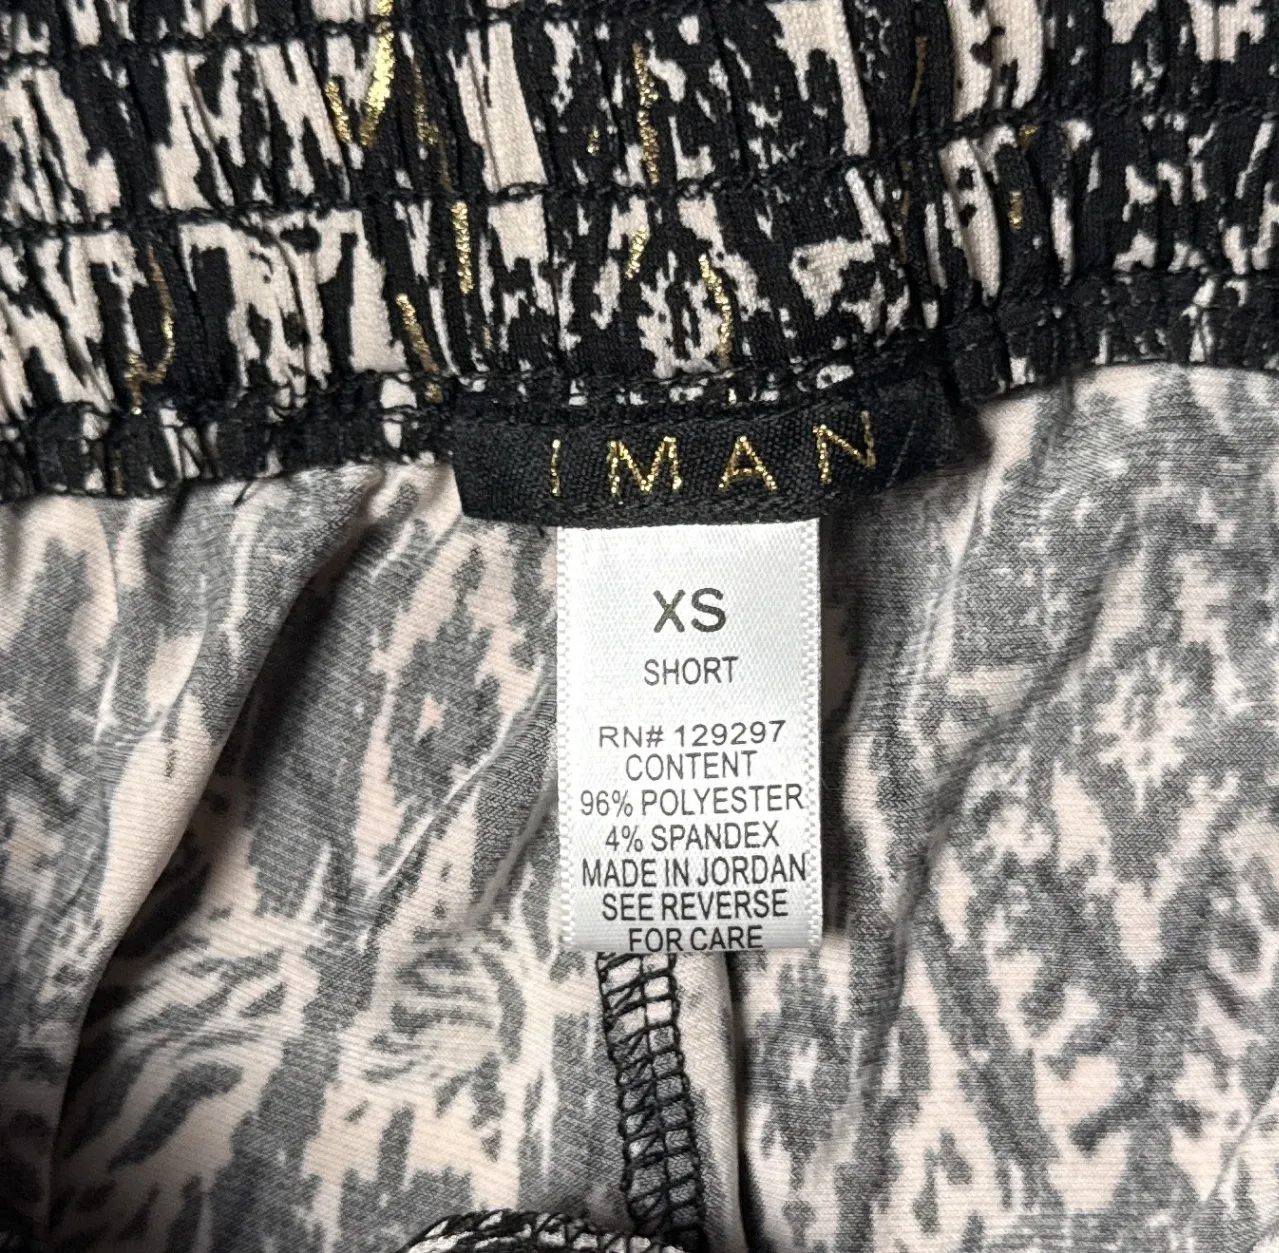 IMAN
XS
SHORT
RN# 129297
CONTENT
96% POLYESTER
4% SPANDEX
MADE IN JORDAN
SEE REVERSE
FOR CARE